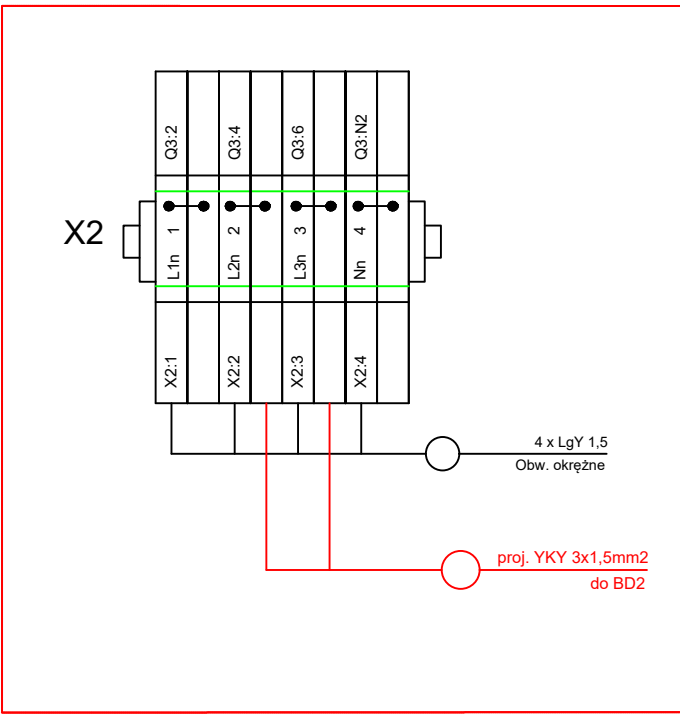 Q3:2
Q3:4
Q3:6
Q3:N2
X2
1
2
3
4
L1n
L2n
L3n
Nn
X2:1
X2:2
X2:3
X2:4
4 x LgY 1,5
Obw. okrężne
proj. YKY 3x1,5mm2
do BD2